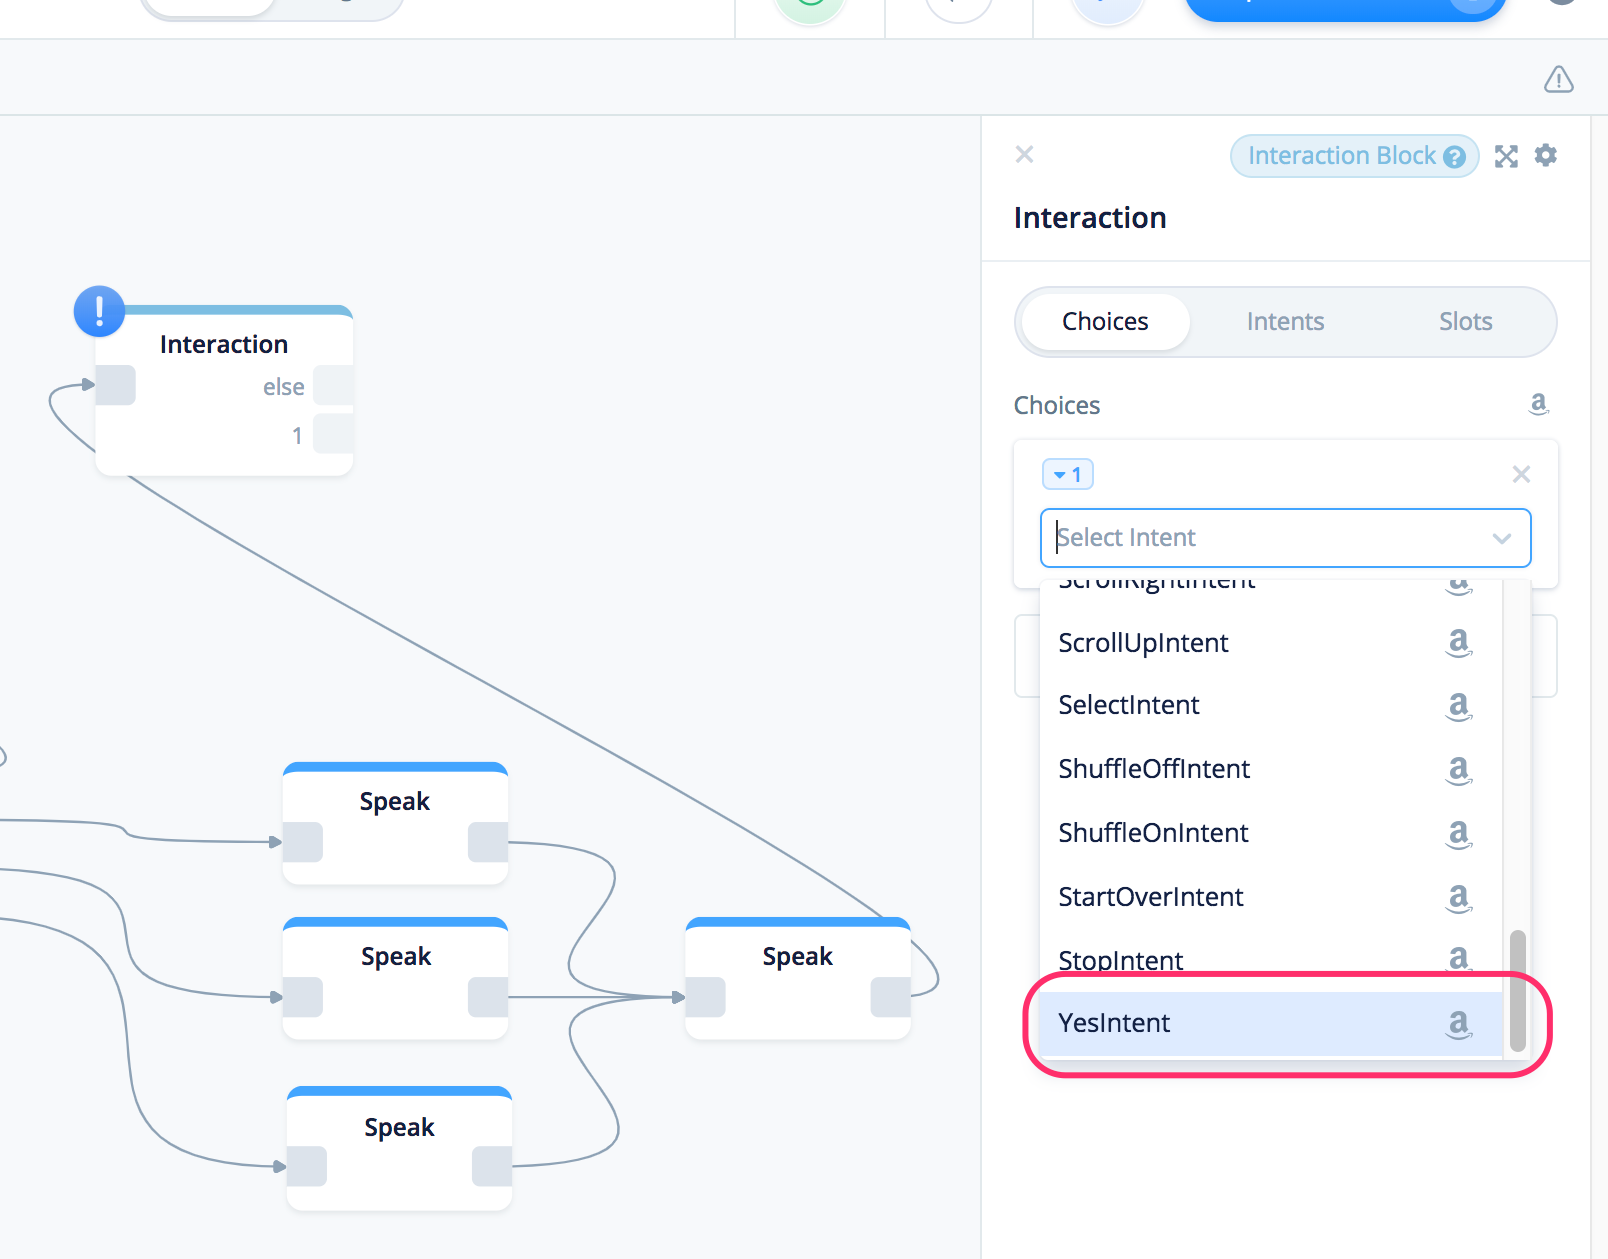 Interaction Block ?
Interaction
Choices
Intents
Slots
Choices
1
Select Intent
ScrollRightIntent
ScrollUpIntent
SelectIntent
ShuffleOffIntent
ShuffleOnIntent
StartOverIntent
StopIntent
YesIntent
!
Interaction
else
1
Speak
Speak
Speak
Speak